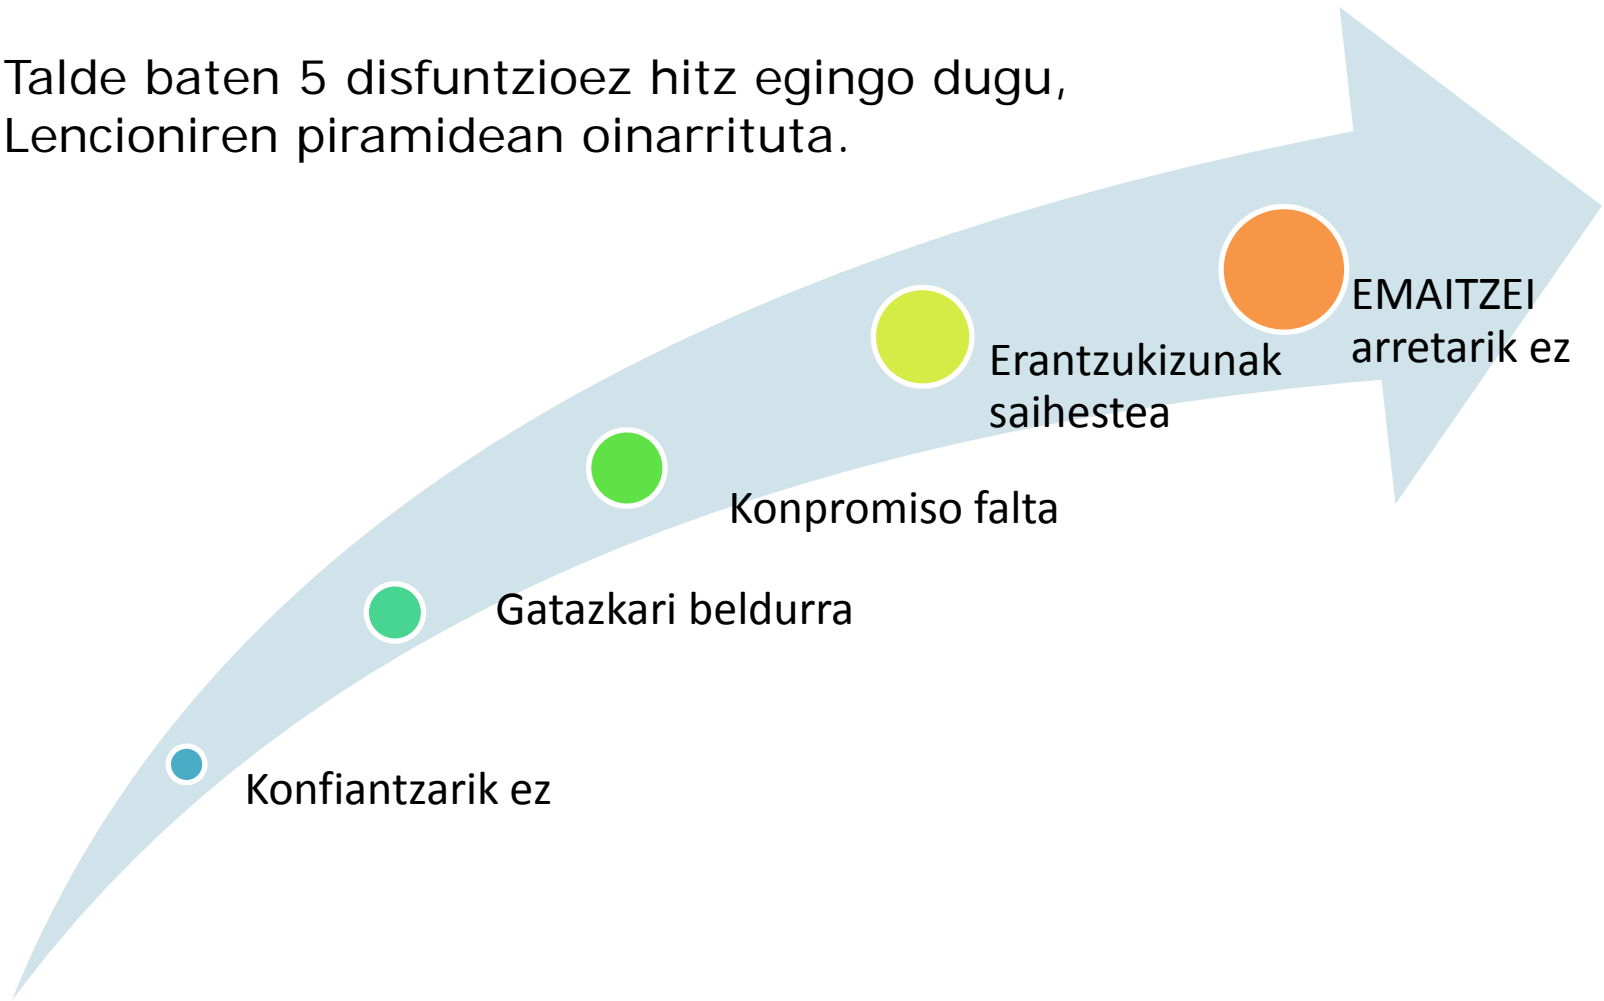 Talde baten 5 disfuntzioez hitz egingo dugu,
Lencioniren piramidean oinarrituta.
EMAITZEI
arretarik ez
Erantzukizunak
saihestea
Konpromiso falta
Gatazkari beldurra
Konfiantzarik ez